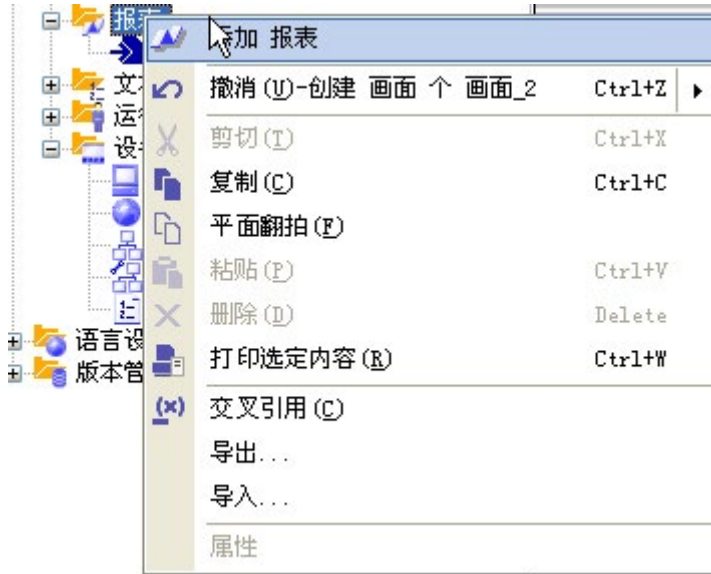 报表
添加 报表
撤消(U)-创建 画面 个 画面_2 Ctrl+Z
剪切(T) Ctrl+X
复制(C) Ctrl+C
平面翻拍(F)
粘贴(P) Ctrl+V
删除(D) Delete
打印选定内容(R) Ctrl+W
交叉引用(C)
导出...
导入...
属性
文
运
设
语言设
版本管